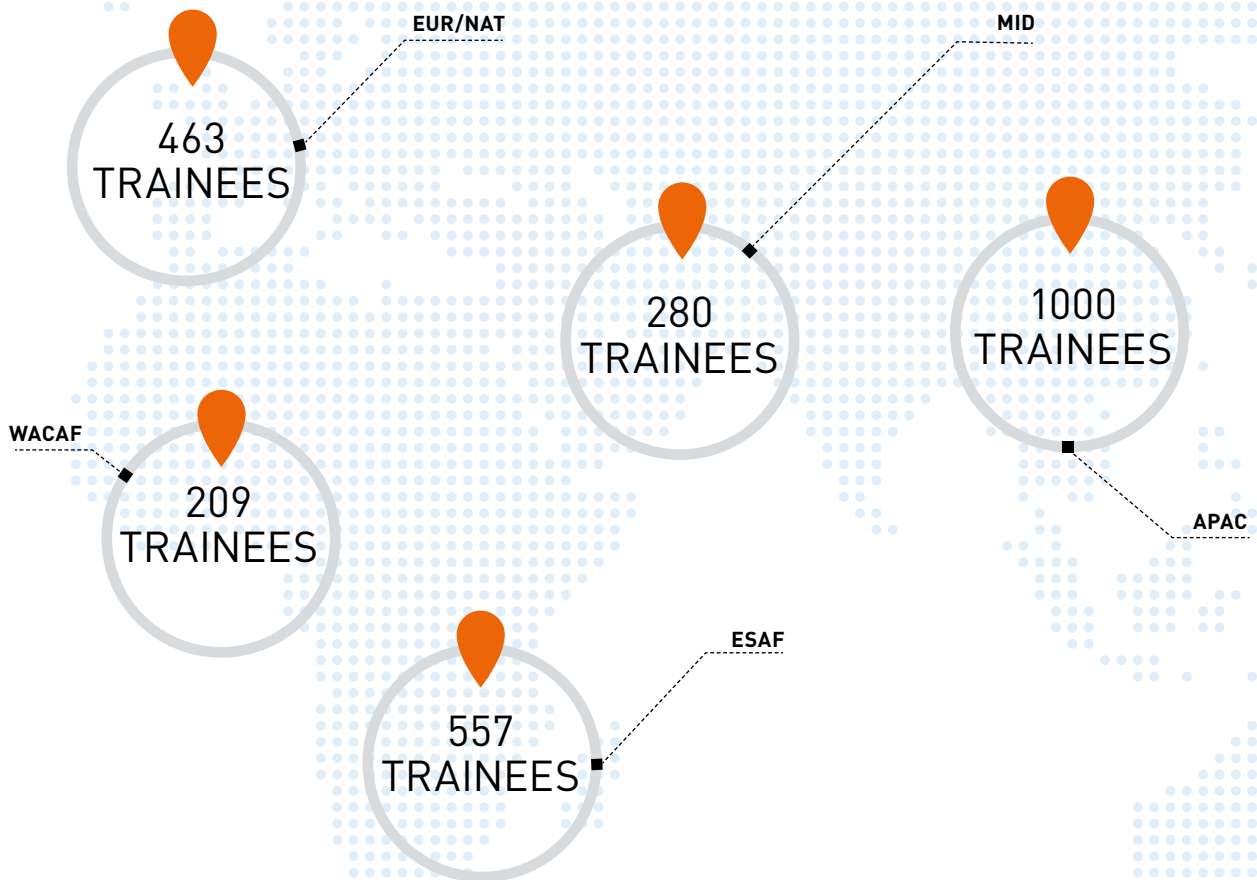 EUR/NAT
463
TRAINEES
MID
280
TRAINEES
1000
TRAINEES
APAC
WACAF
209
TRAINEES
ESAF
557
TRAINEES